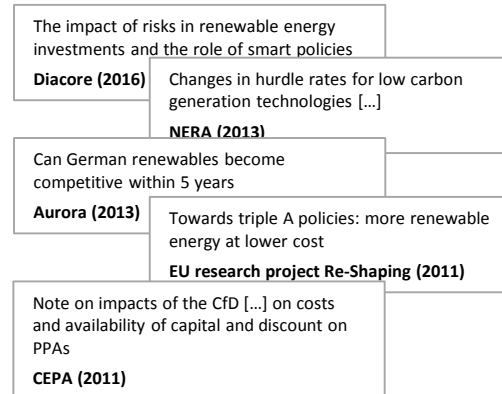 The impact of risks in renewable energy
investments and the role of smart policies
Diacore (2016)
Changes in hurdle rates for low carbon
generation technologies […]
NERA (2013)
Can German renewables become
competitive within 5 years
Aurora (2013)
Towards triple A policies: more renewable
energy at lower cost
EU research project Re-Shaping (2011)
Note on impacts of the CfD […] on costs
and availability of capital and discount on
PPAs
CEPA (2011)